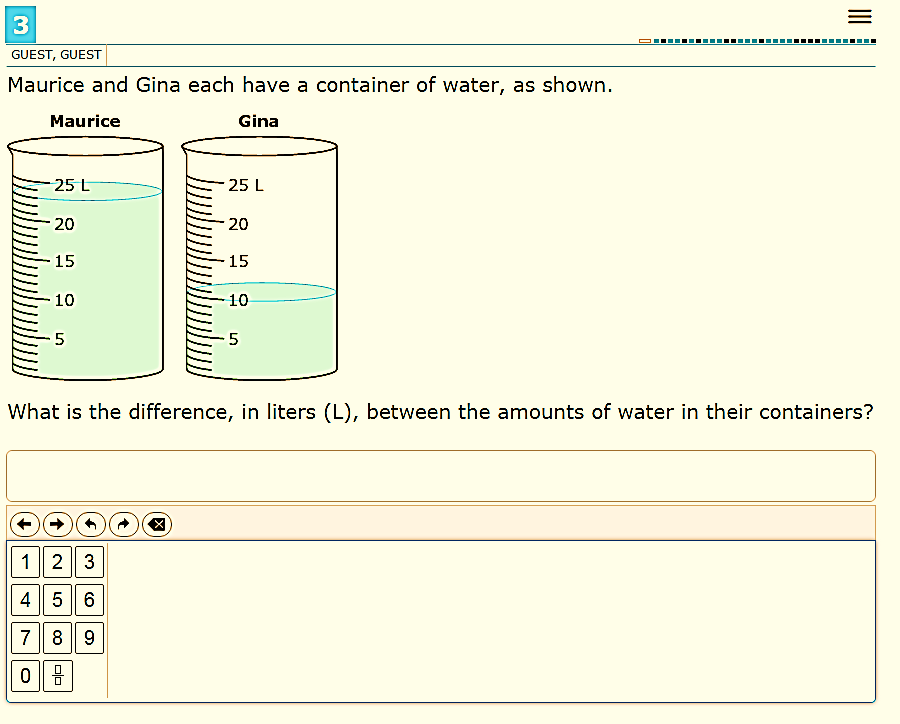 3
GUEST, GUEST
Maurice and Gina each have a container of water, as shown.
Maurice Gina
25 L 25 L
20 20
15 15
10 10
5 5
What is the difference, in liters (L), between the amounts of water in their containers?
1 2 3
4 5 6
7 8 9
0